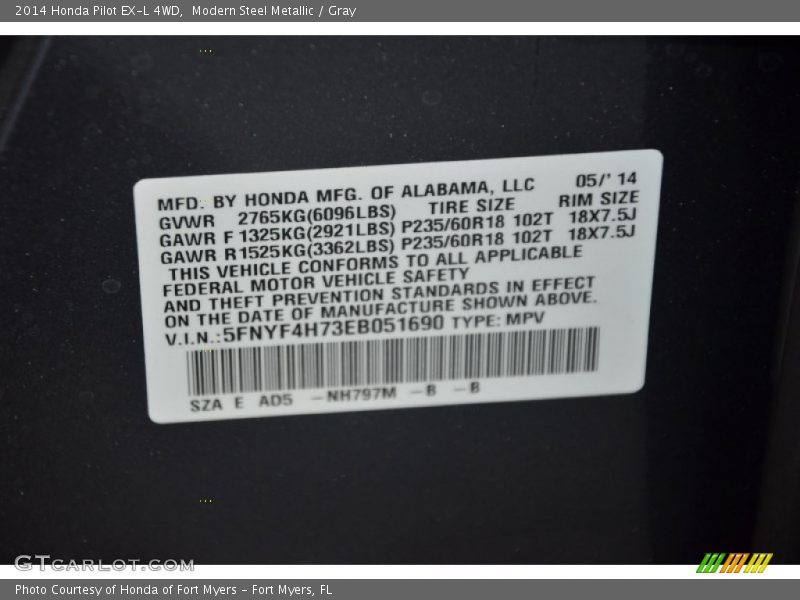 2014 Honda Pilot EX-L 4WD,  Modern Steel Metallic / Gray
MFD. BY HONDA MFG. OF ALABAMA, LLC 05/' 14
GVWR 2765KG(6096LBS) TIRE SIZE RIM SIZE
GAWR F 1325KG(2921LBS) P235/60R18 102T 18X7.5J
GAWR R 1525KG(3362LBS) P235/60R18 102T 18X7.5J
THIS VEHICLE CONFORMS TO ALL APPLICABLE
FEDERAL MOTOR VEHICLE SAFETY
AND THEFT PREVENTION STANDARDS IN EFFECT
ON THE DATE OF MANUFACTURE SHOWN ABOVE.
V.I.N.:5FNYF4H73EB051690 TYPE: MPV
SZA E AD5 -NH797M -B -B
GTCARLOT.COM
Photo Courtesy of Honda of Fort Myers - Fort Myers, FL